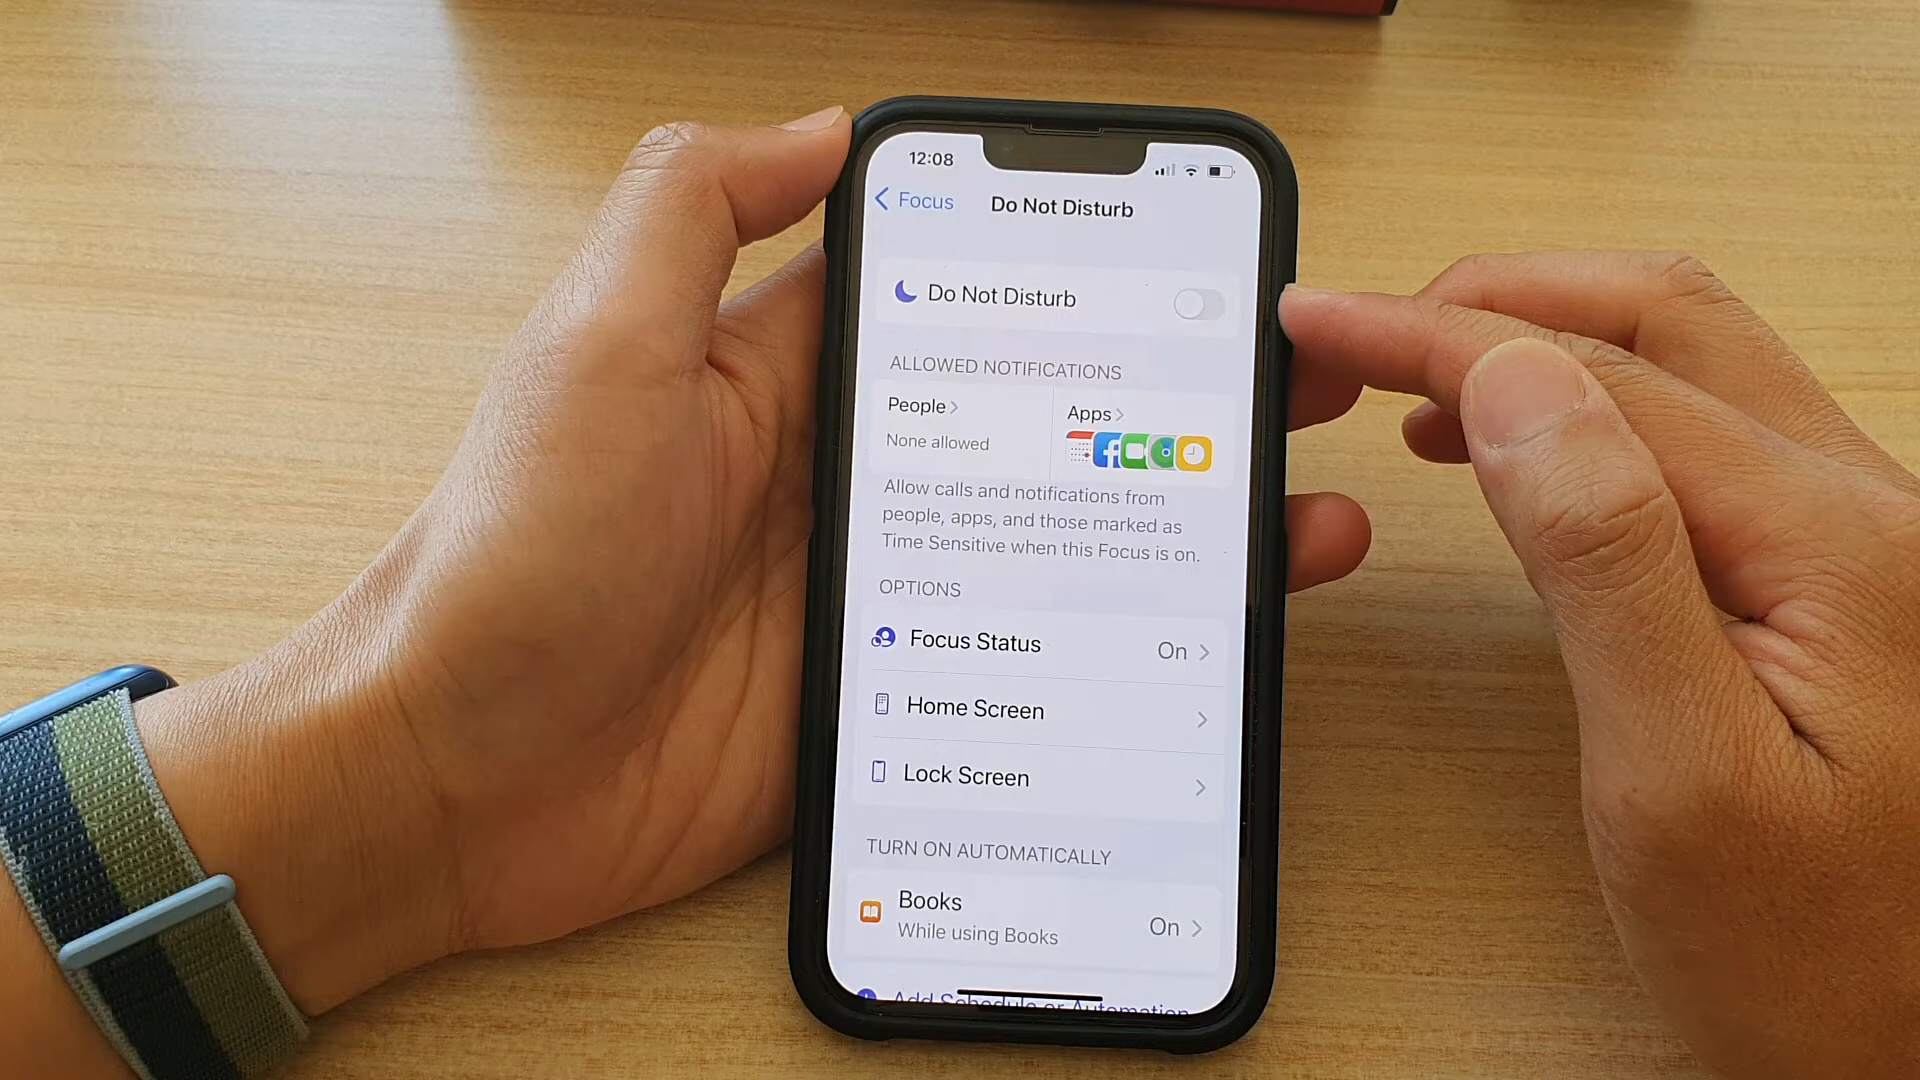 12:08
Focus
Do Not Disturb
Do Not Disturb
ALLOWED NOTIFICATIONS
People
Apps
None allowed
Allow calls and notifications from
people, apps, and those marked as
Time Sensitive when this Focus is on.
OPTIONS
Focus Status
On
Home Screen
Lock Screen
TURN ON AUTOMATICALLY
Books
While using Books
On
Add Schedule or Automation